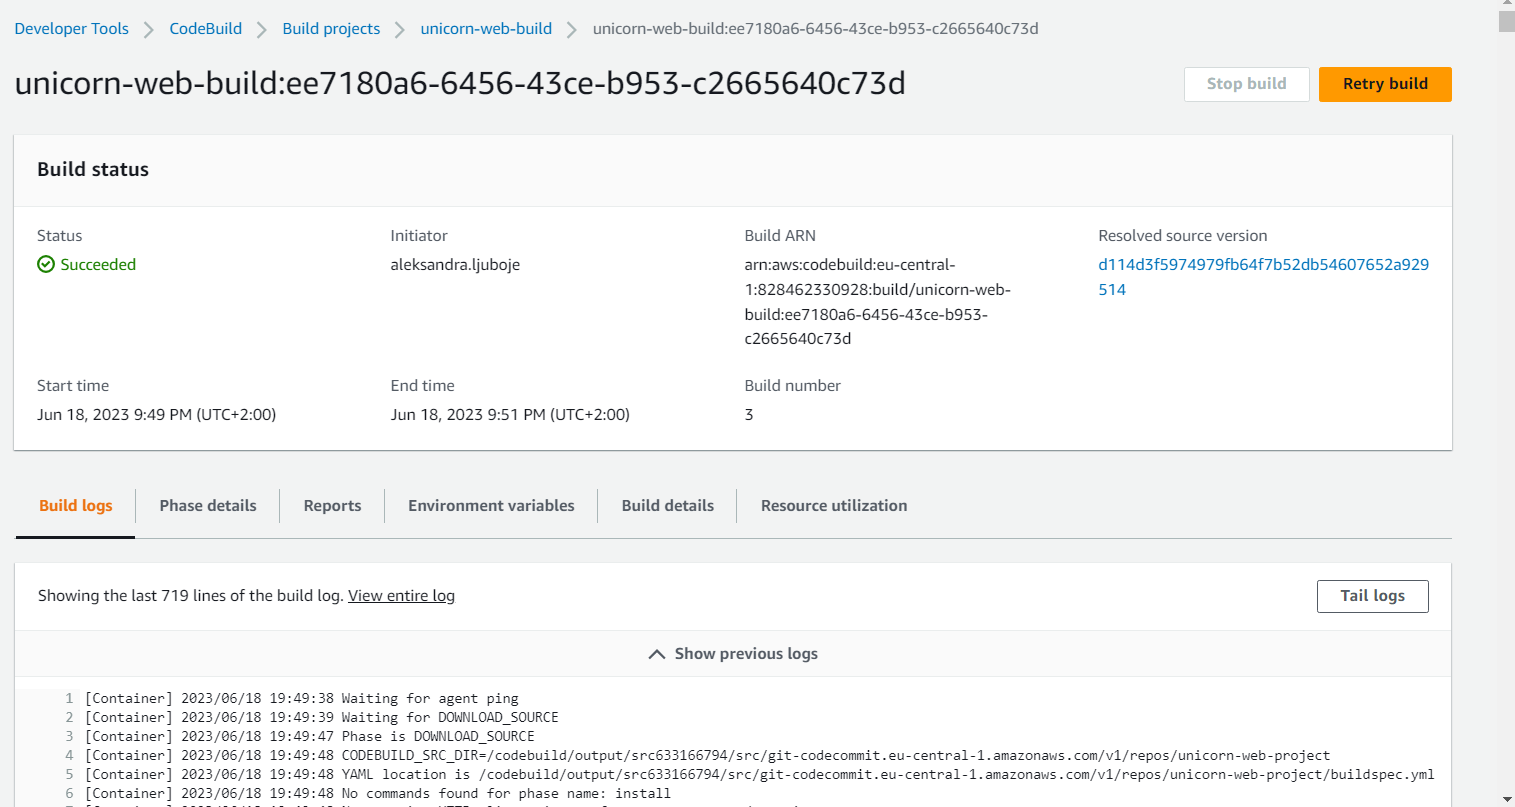 Developer Tools > CodeBuild > Build projects > unicorn-web-build > unicorn-web-build:ee7180a6-6456-43ce-b953-c2665640c73d
unicorn-web-build:ee7180a6-6456-43ce-b953-c2665640c73d
Stop build
Retry build
Build status
Status
Succeeded
Initiator
aleksandra.ljuboje
Build ARN
arn:aws:codebuild:eu-central-
1:828462330928:build/unicorn-web-
build:ee7180a6-6456-43ce-b953-
c2665640c73d
Resolved source version
d114d3f5974979fb64f7b52db54607652a929
514
Start time
Jun 18, 2023 9:49 PM (UTC+2:00)
End time
Jun 18, 2023 9:51 PM (UTC+2:00)
Build number
3
Build logs
Phase details
Reports
Environment variables
Build details
Resource utilization
Showing the last 719 lines of the build log. View entire log
Tail logs
Show previous logs
1 [Container] 2023/06/18 19:49:38 Waiting for agent ping
2 [Container] 2023/06/18 19:49:39 Waiting for DOWNLOAD_SOURCE
3 [Container] 2023/06/18 19:49:47 Phase is DOWNLOAD_SOURCE
4 [Container] 2023/06/18 19:49:48 CODEBUILD_SRC_DIR=/codebuild/output/src633166794/src/git-codecommit.eu-central-1.amazonaws.com/v1/repos/unicorn-web-project
5 [Container] 2023/06/18 19:49:48 YAML location is /codebuild/output/src633166794/src/git-codecommit.eu-central-1.amazonaws.com/v1/repos/unicorn-web-project/buildspec.yml
6 [Container] 2023/06/18 19:49:48 No commands found for phase name: install